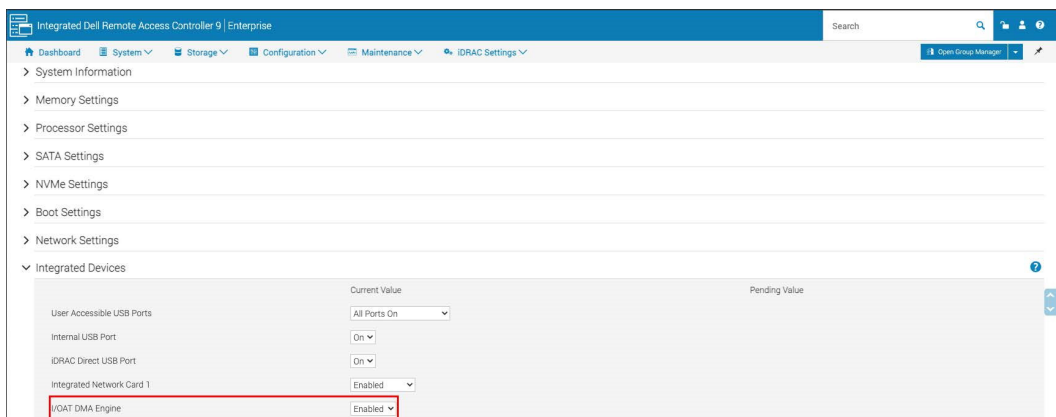 Integrated Dell Remote Access Controller 9 | Enterprise
Search
Dashboard System Storage Configuration Maintenance iDRAC Settings Open Group Manager
System Information
Memory Settings
Processor Settings
SATA Settings
NVMe Settings
Boot Settings
Network Settings
Integrated Devices
Current Value Pending Value
User Accessible USB Ports All Ports On
Internal USB Port On
iDRAC Direct USB Port On
Integrated Network Card 1 Enabled
I/OAT DMA Engine Enabled